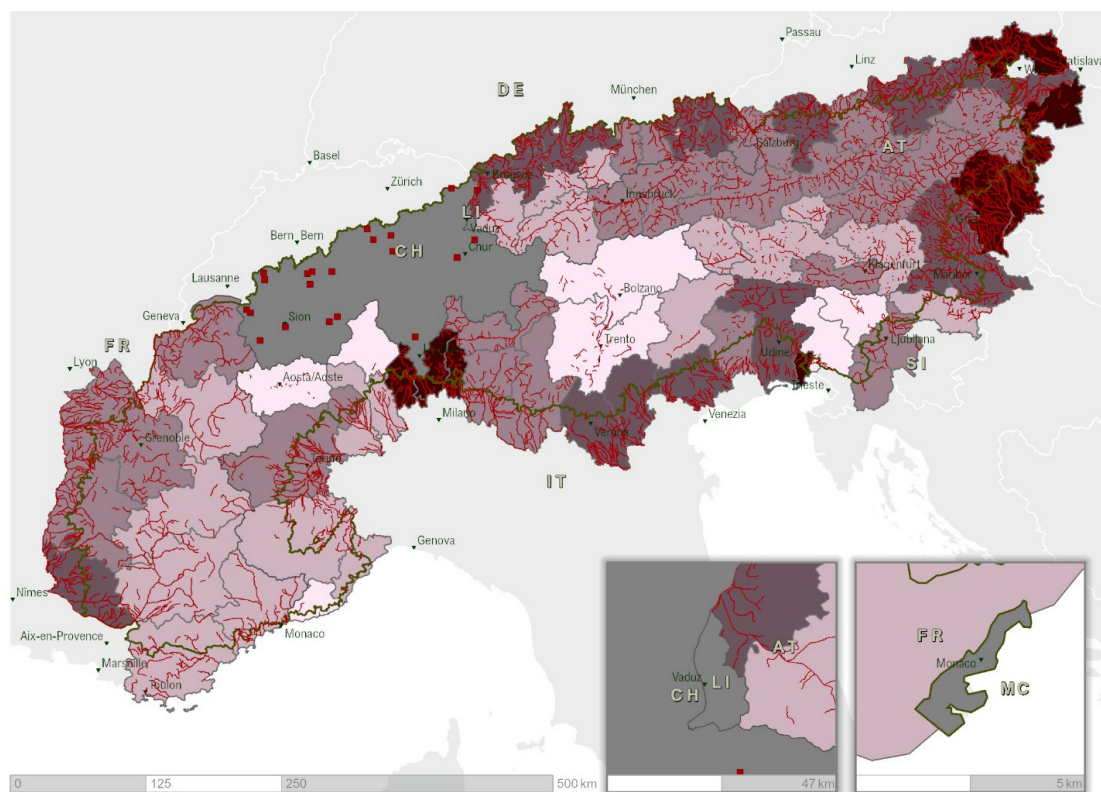 Passau
Linz
Bratislava
W
DE
München
AT
Salzburg
Basel
Zürich
Bregenz
Innsbruck
LI
Vaduz
Graz
Bern Bern
CH
Chur
Klagenfurt
Maribor
Lausanne
Bolzano
Geneva
Sion
L
Trento
Ljubljana
FR
Udine
SI
Lyon
Aosta/Aoste
Trieste
Milano
Venezia
Grenoble
Verona
Torino
IT
Genova
Nîmes
Monaco
Aix-en-Provence
Marseille
Toulon
AT
Vaduz
LI
CH
FR
Monaco
MC
0 125 250 500 km
47 km
5 km